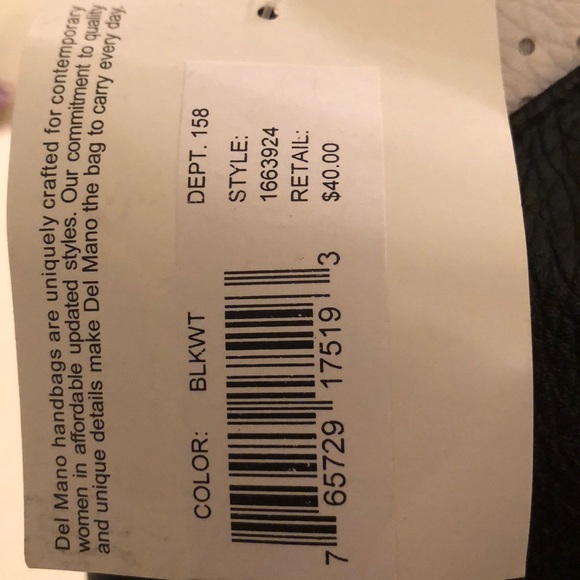 Del Mano handbags are uniquely crafted for contemporary
women in affordable updated styles. Our commitment to quality
and unique details make Del Mano the bag to carry every day.
DEPT. 158
COLOR: BLKWT
STYLE:
1663924
RETAIL:
$40.00
7 65729 17519 3